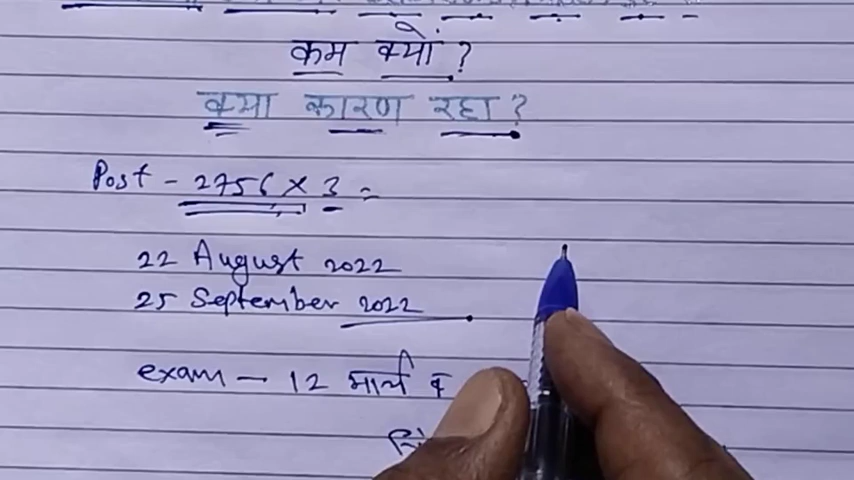 कम क्यों ?
क्या कारण रहा ?
Post - 2756 × 3 =
22 August 2022
25 September 2022
exam - 12 मार्च व